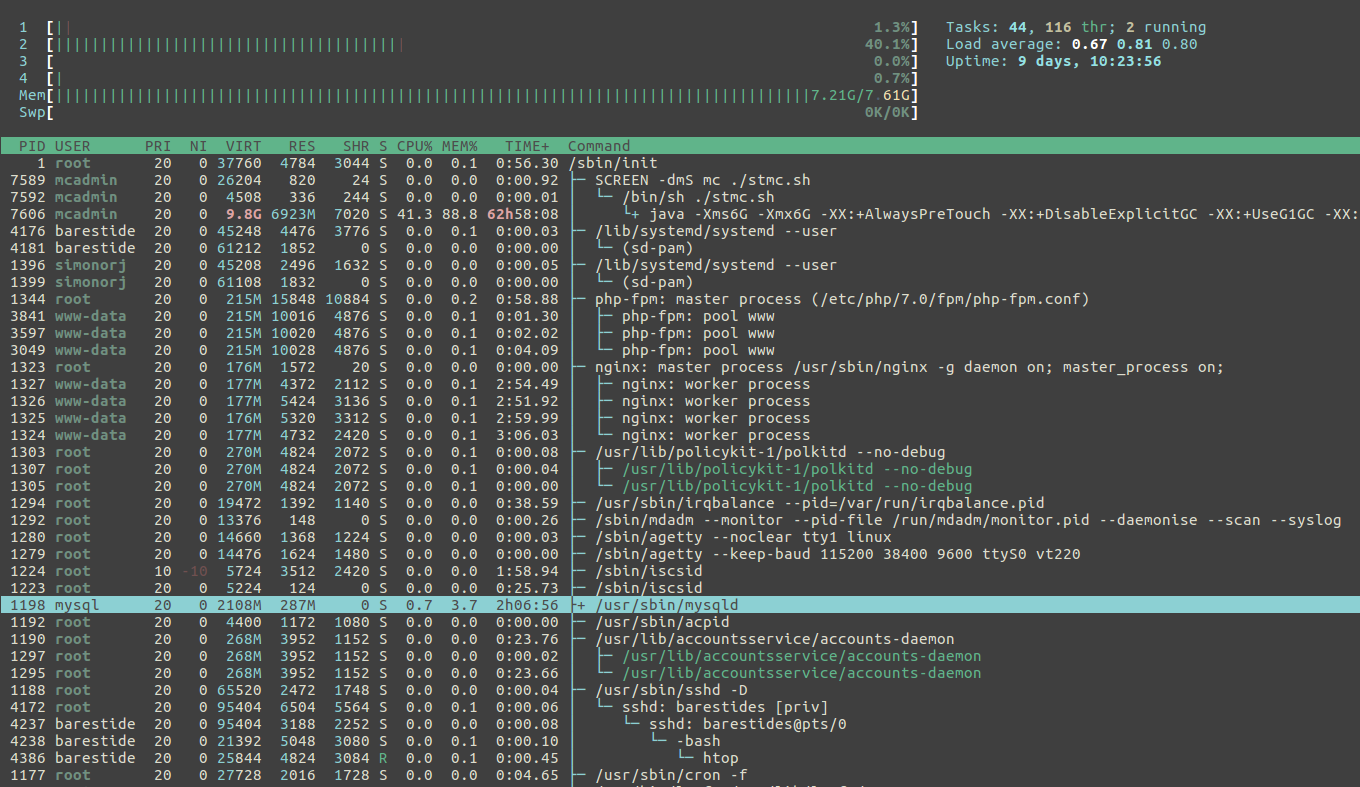 1 [|| 1.3%] Tasks: 44, 116 thr; 2 running
2 [||||||||||||||||||||||||||||||||||||||| 40.1%] Load average: 0.67 0.81 0.80
3 [ 0.0%] Uptime: 9 days, 10:23:56
4 [| 0.7%]
Mem[||||||||||||||||||||||||||||||||||||||||||||||||||||||||||||||||||||||||||||||||||||7.21G/7.61G]
Swp[ 0K/0K]
PID USER PRI NI VIRT RES SHR S CPU% MEM% TIME+ Command
1 root 20 0 37760 4784 3044 S 0.0 0.1 0:56.30 /sbin/init
7589 mcadmin 20 0 26204 820 24 S 0.0 0.0 0:00.92 ├─ SCREEN -dmS mc ./stmc.sh
7592 mcadmin 20 0 4508 336 244 S 0.0 0.0 0:00.01 │ └─ /bin/sh ./stmc.sh
7606 mcadmin 20 0 9.8G 6923M 7020 S 41.3 88.8 62h58:08 │ └+ java -Xms6G -Xmx6G -XX:+AlwaysPreTouch -XX:+DisableExplicitGC -XX:+UseG1GC -XX:
4176 barestide 20 0 45248 4476 3776 S 0.0 0.1 0:00.03 ├─ /lib/systemd/systemd --user
4181 barestide 20 0 61212 1852 0 S 0.0 0.0 0:00.00 │ └─ (sd-pam)
1396 simonorj 20 0 45208 2496 1632 S 0.0 0.0 0:00.05 ├─ /lib/systemd/systemd --user
1399 simonorj 20 0 61108 1832 0 S 0.0 0.0 0:00.00 │ └─ (sd-pam)
1344 root 20 0 215M 15848 10884 S 0.0 0.2 0:58.88 ├─ php-fpm: master process (/etc/php/7.0/fpm/php-fpm.conf)
3841 www-data 20 0 215M 10016 4876 S 0.0 0.1 0:01.30 │ ├─ php-fpm: pool www
3597 www-data 20 0 215M 10020 4876 S 0.0 0.1 0:02.02 │ ├─ php-fpm: pool www
3049 www-data 20 0 215M 10028 4876 S 0.0 0.1 0:04.09 │ └─ php-fpm: pool www
1323 root 20 0 176M 1572 20 S 0.0 0.0 0:00.00 ├─ nginx: master process /usr/sbin/nginx -g daemon on; master_process on;
1327 www-data 20 0 177M 4372 2112 S 0.0 0.1 2:54.49 │ ├─ nginx: worker process
1326 www-data 20 0 177M 5424 3136 S 0.0 0.1 2:51.92 │ ├─ nginx: worker process
1325 www-data 20 0 176M 5320 3312 S 0.0 0.1 2:59.99 │ ├─ nginx: worker process
1324 www-data 20 0 177M 4732 2420 S 0.0 0.1 3:06.03 │ └─ nginx: worker process
1303 root 20 0 270M 4824 2072 S 0.0 0.1 0:00.08 ├─ /usr/lib/policykit-1/polkitd --no-debug
1307 root 20 0 270M 4824 2072 S 0.0 0.1 0:00.04 │ ├─ /usr/lib/policykit-1/polkitd --no-debug
1305 root 20 0 270M 4824 2072 S 0.0 0.1 0:00.00 │ └─ /usr/lib/policykit-1/polkitd --no-debug
1294 root 20 0 19472 1392 1140 S 0.0 0.0 0:38.59 ├─ /usr/sbin/irqbalance --pid=/var/run/irqbalance.pid
1292 root 20 0 13376 148 0 S 0.0 0.0 0:00.26 ├─ /sbin/mdadm --monitor --pid-file /run/mdadm/monitor.pid --daemonise --scan --syslog
1280 root 20 0 14660 1368 1224 S 0.0 0.0 0:00.03 ├─ /sbin/agetty --noclear tty1 linux
1279 root 20 0 14476 1624 1480 S 0.0 0.0 0:00.00 ├─ /sbin/agetty --keep-baud 115200 38400 9600 ttyS0 vt220
1224 root 10 -10 5724 3512 2420 S 0.0 0.0 1:58.94 ├─ /sbin/iscsid
1223 root 20 0 5224 124 0 S 0.0 0.0 0:25.73 ├─ /sbin/iscsid
1198 mysql 20 0 2108M 287M 0 S 0.7 3.7 2h06:56 ├+ /usr/sbin/mysqld
1192 root 20 0 4400 1172 1080 S 0.0 0.0 0:00.00 ├─ /usr/sbin/acpid
1190 root 20 0 268M 3952 1152 S 0.0 0.0 0:23.76 ├─ /usr/lib/accountsservice/accounts-daemon
1297 root 20 0 268M 3952 1152 S 0.0 0.0 0:00.02 │ ├─ /usr/lib/accountsservice/accounts-daemon
1295 root 20 0 268M 3952 1152 S 0.0 0.0 0:23.66 │ └─ /usr/lib/accountsservice/accounts-daemon
1188 root 20 0 65520 2472 1748 S 0.0 0.0 0:00.04 ├─ /usr/sbin/sshd -D
4172 root 20 0 95404 6504 5564 S 0.0 0.1 0:00.06 │ └─ sshd: barestides [priv]
4237 barestide 20 0 95404 3188 2252 S 0.0 0.0 0:00.08 │ └─ sshd: barestides@pts/0
4238 barestide 20 0 21392 5048 3080 S 0.0 0.1 0:00.10 │ └─ -bash
4386 barestide 20 0 25844 4824 3084 R 0.0 0.1 0:00.45 │ └─ htop
1177 root 20 0 27728 2016 1728 S 0.0 0.0 0:04.65 ├─ /usr/sbin/cron -f